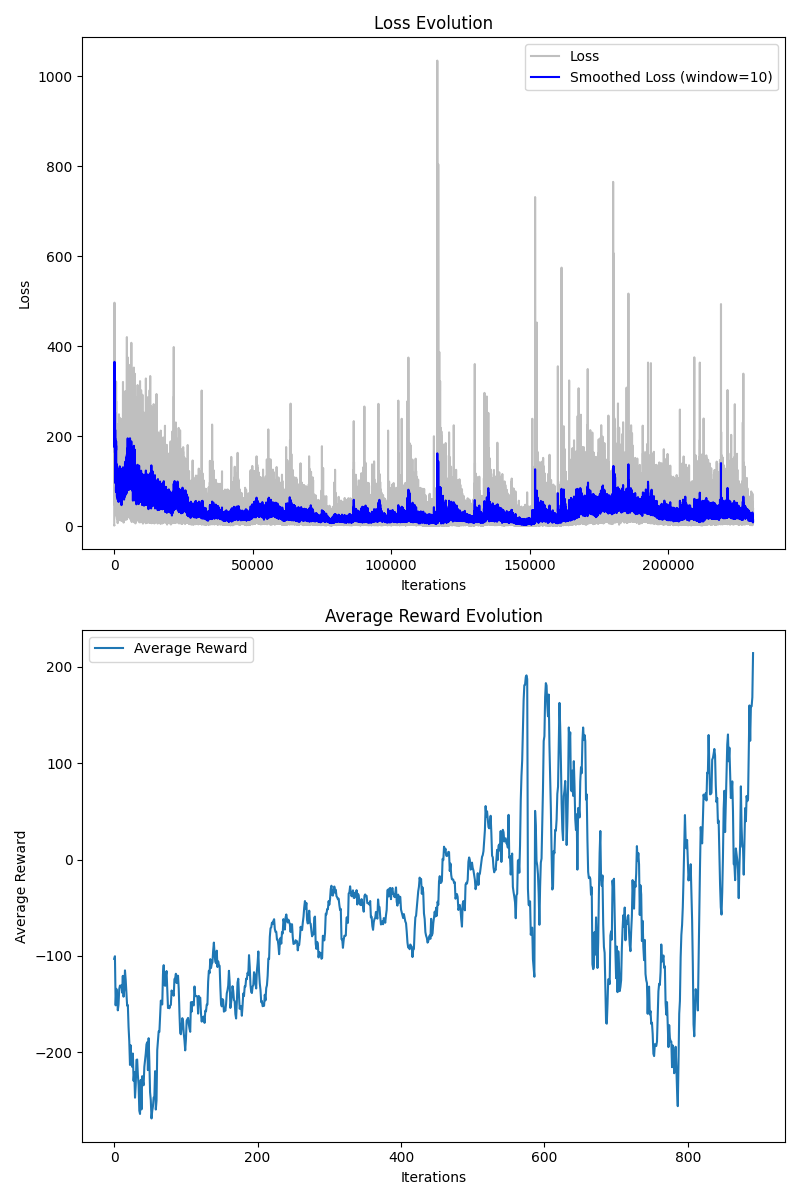 Loss Evolution
Loss
Smoothed Loss (window=10)
1000
800
600
400
200
0
Loss
0
50000
100000
150000
200000
Iterations
Average Reward Evolution
Average Reward
200
100
0
−100
−200
Average Reward
0
200
400
600
800
Iterations